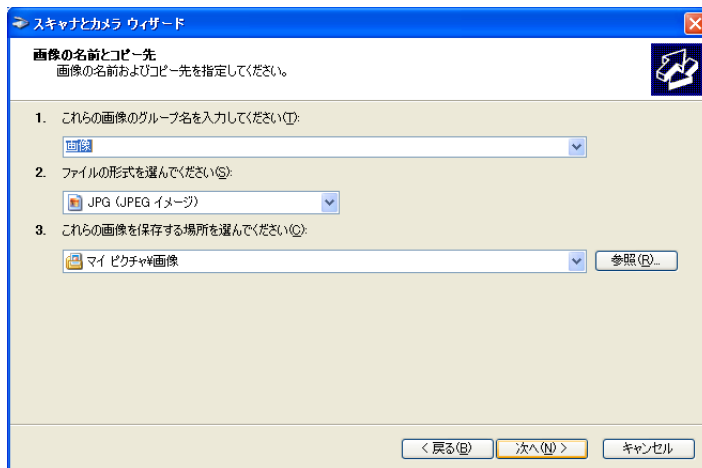 スキャナとカメラ ウィザード
画像の名前とコピー先
画像の名前およびコピー先を指定してください。
1. これらの画像のグループ名を入力してください(T):
画像
2. ファイルの形式を選んでください(S):
JPG (JPEG イメージ)
3. これらの画像を保存する場所を選んでください(C):
マイ ピクチャ¥画像
参照(R)...
< 戻る(B) 次へ(N) > キャンセル